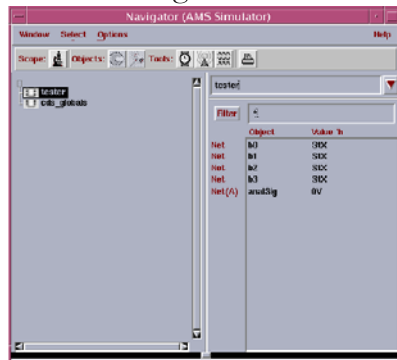 Navigator (AMS Simulator)
Window Select Options Help
Scope: Objects: Tools:
tester
tester
cds_globals
Filter *
Object Value
Net b0 StX
Net b1 StX
Net b2 StX
Net b3 StX
Net(A) analSig 0V